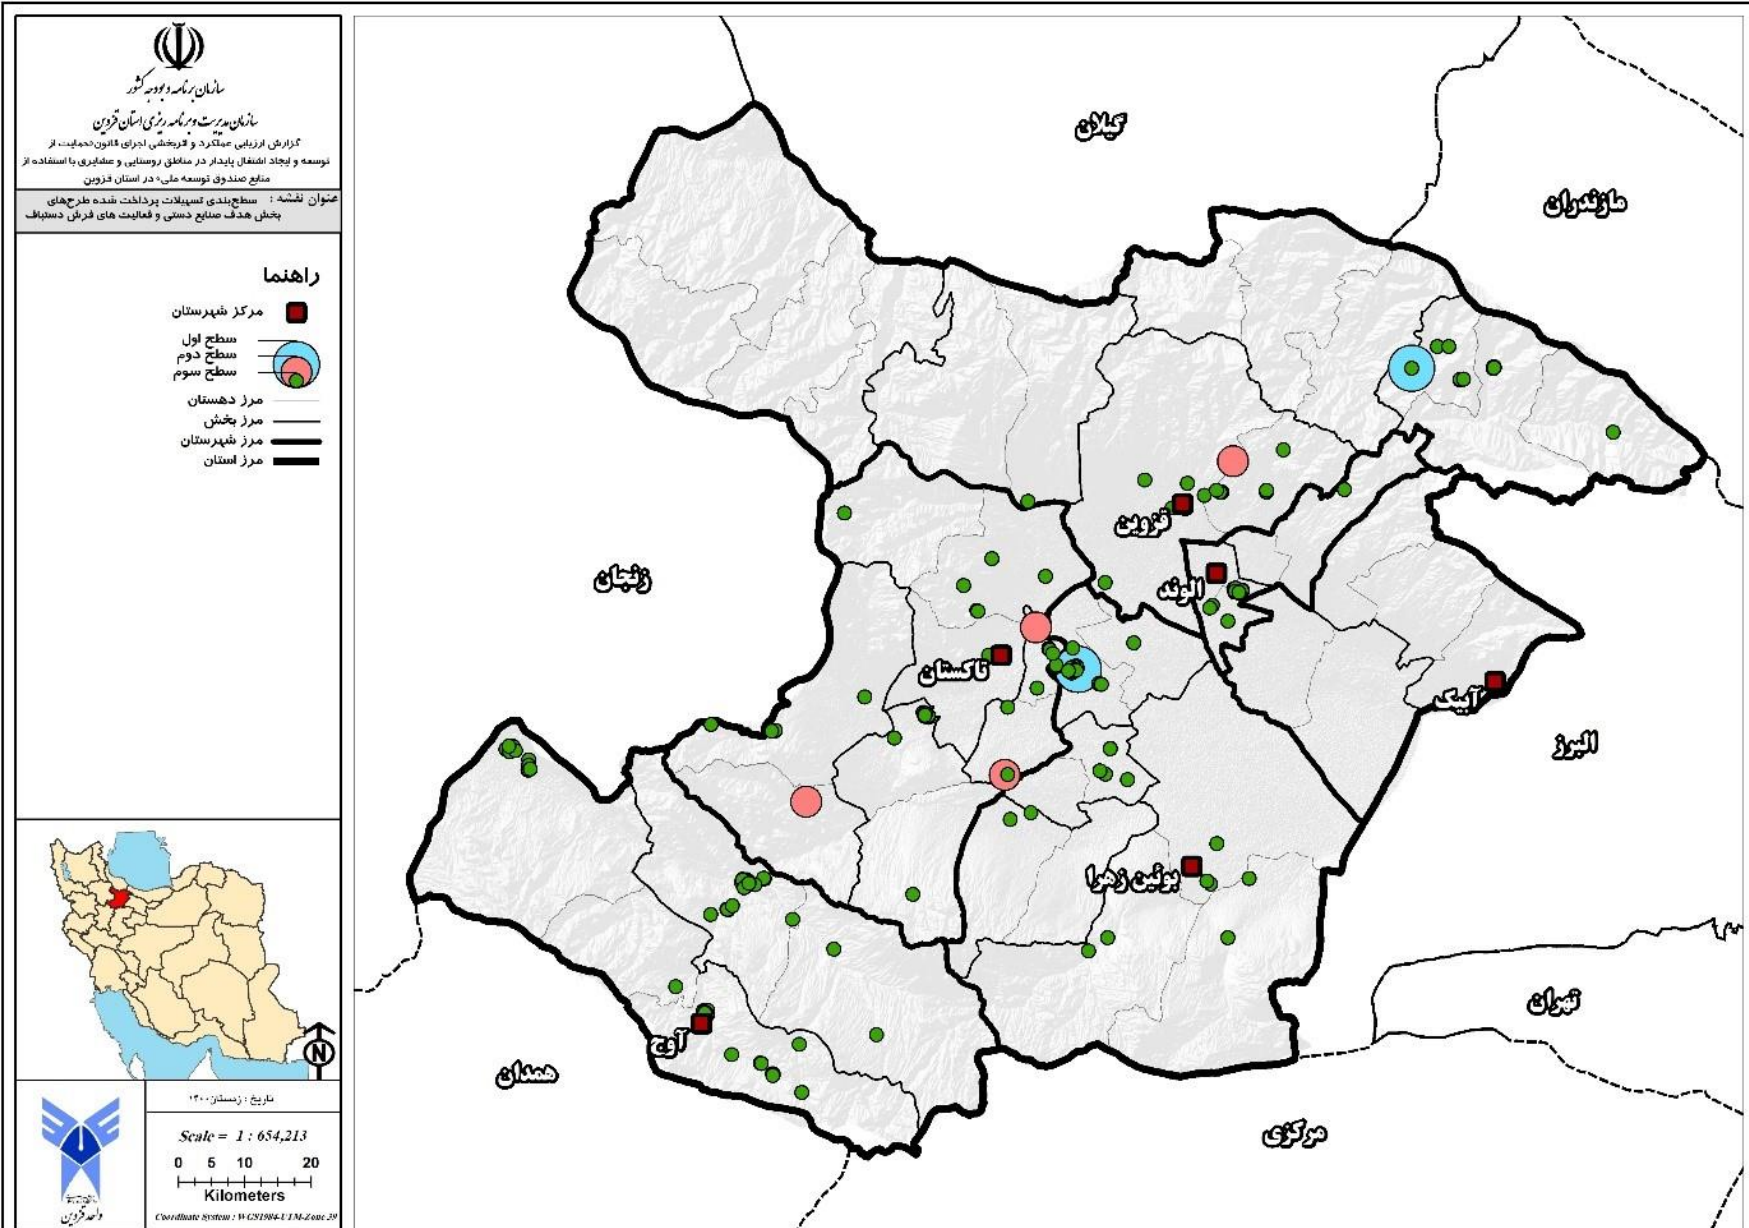 سازمان برنامه و بودجه کشور
سازمان مدیریت و برنامه ریزی استان قزوین
گزارش ارزیابی عملکرد و اثربخشی اجرای قانون «حمایت از
توسعه و ایجاد اشتغال پایدار در مناطق روستایی و عشایری با استفاده از
منابع صندوق توسعه ملی» در استان قزوین
عنوان نقشه : سطح‌بندی تسهیلات پرداخت شده طرح‌های
بخش هدف صنایع دستی و فعالیت های فرش دستباف
راهنما
مرکز شهرستان
سطح اول
سطح دوم
سطح سوم
مرز دهستان
مرز بخش
مرز شهرستان
مرز استان
گیلان
مازندران
زنجان
قزوین
الوند
تاکستان
آبیک
البرز
بوئین زهرا
آوج
تهران
همدان
مرکزی
N
تاریخ : زمستان ۱۴۰۰
Scale = 1 : 654,213
0 5 10 20
Kilometers
Coordinate System : WGS1984-UTM-Zone 39
واحد قزوین